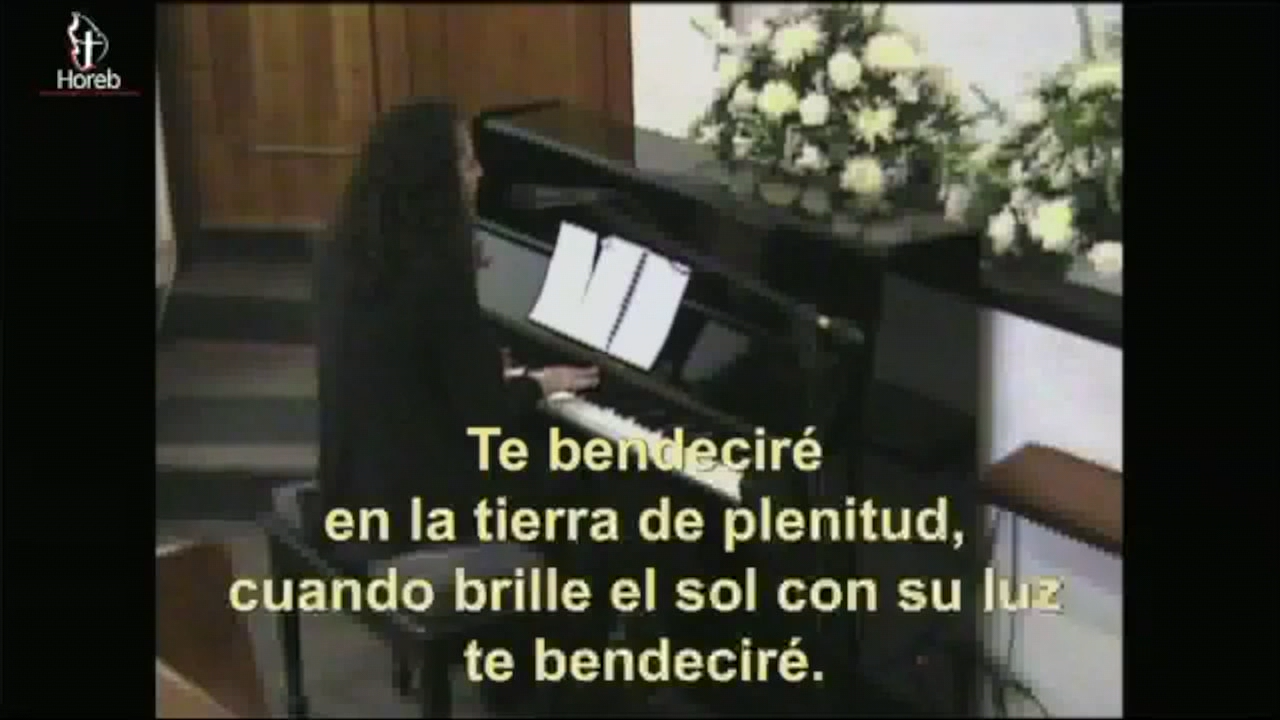 Horeb
Te bendeciré
en la tierra de plenitud,
cuando brille el sol con su luz
te bendeciré.